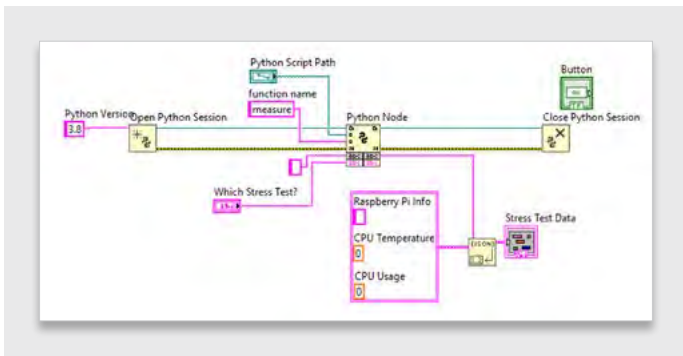 Python Script Path
Button
function name
measure
Python Version
Open Python Session
Python Node
Close Python Session
3.8
Which Stress Test?
Raspberry Pi Info
Stress Test Data
CPU Temperature
0
CPU Usage
0